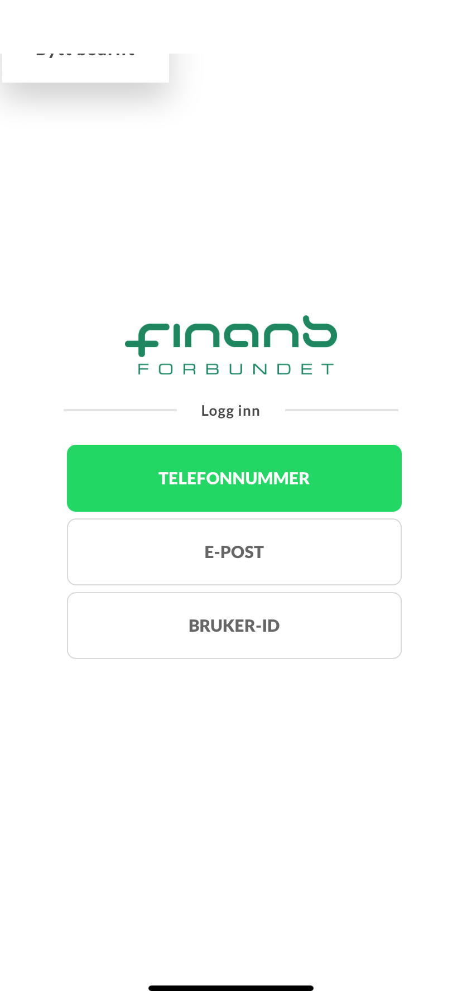 finans
FORBUNDET
Logg inn
TELEFONNUMMER
E-POST
BRUKER-ID